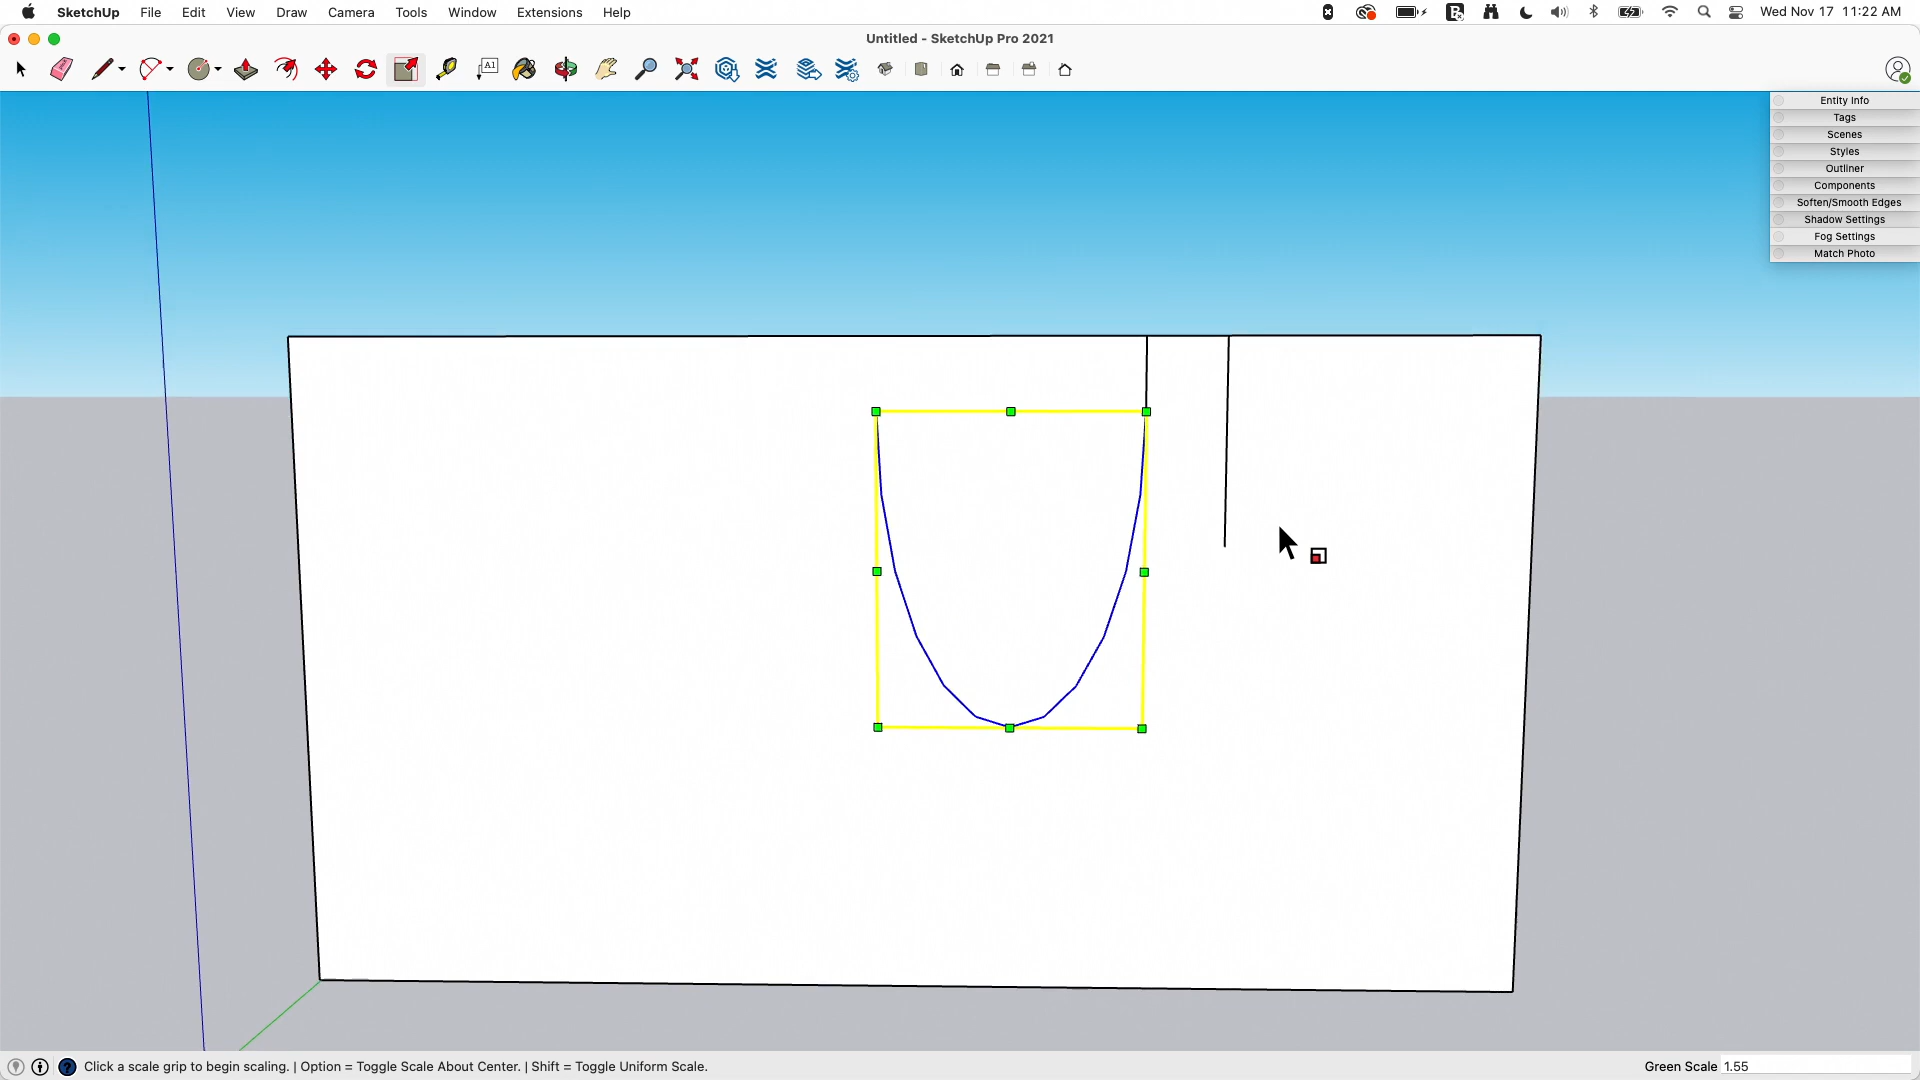 SketchUp File Edit View Draw Camera Tools Window Extensions Help Wed Nov 17 11:22 AM
Untitled - SketchUp Pro 2021
A1
Entity Info
Tags
Scenes
Styles
Outliner
Components
Soften/Smooth Edges
Shadow Settings
Fog Settings
Match Photo
Click a scale grip to begin scaling. | Option = Toggle Scale About Center. | Shift = Toggle Uniform Scale. Green Scale 1.55